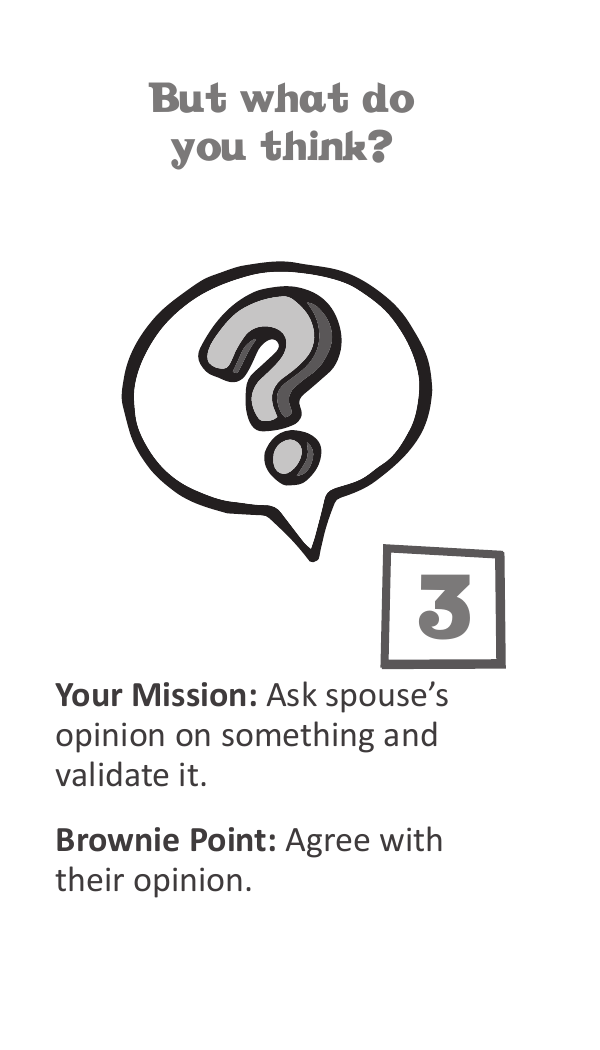 But what do
you think?
?
3
Your Mission: Ask spouse’s
opinion on something and
validate it.
Brownie Point: Agree with
their opinion.